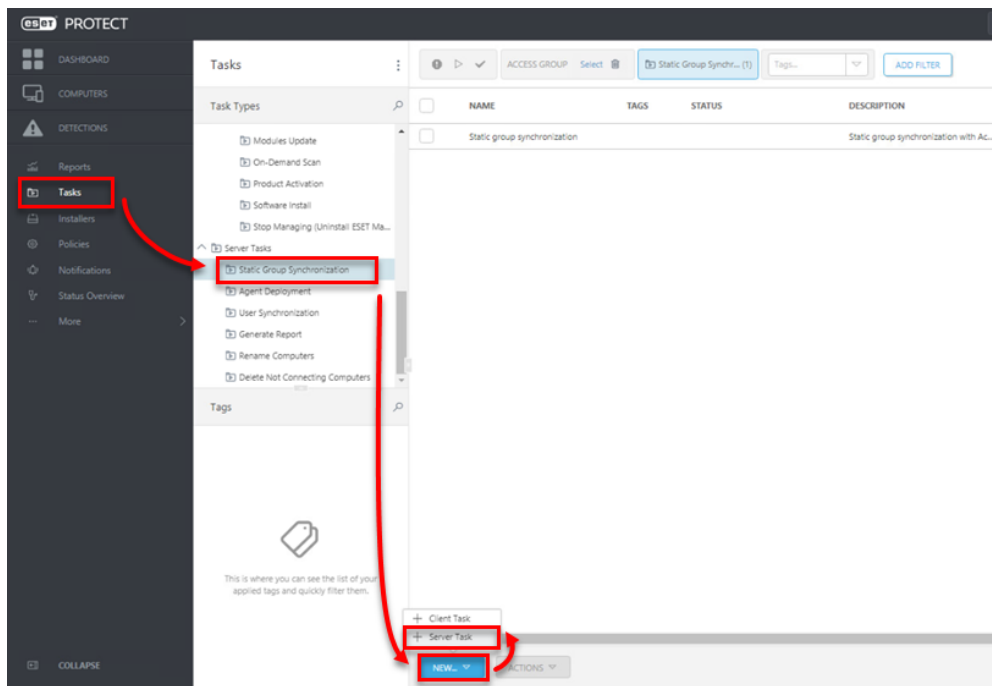 eset PROTECT
DASHBOARD
COMPUTERS
DETECTIONS
Reports
Tasks
Installers
Policies
Notifications
Status Overview
More
COLLAPSE
Tasks
Task Types
Modules Update
On-Demand Scan
Product Activation
Software Install
Stop Managing (Uninstall ESET Ma...
Server Tasks
Static Group Synchronization
Agent Deployment
User Synchronization
Generate Report
Rename Computers
Delete Not Connecting Computers
Tags
This is where you can see the list of your
applied tags and quickly filter them.
ACCESS GROUP Select Static Group Synchr... (1) Tags... ADD FILTER
NAME TAGS STATUS DESCRIPTION
Static group synchronization Static group synchronization with Ac...
+ Client Task
+ Server Task
NEW... ACTIONS